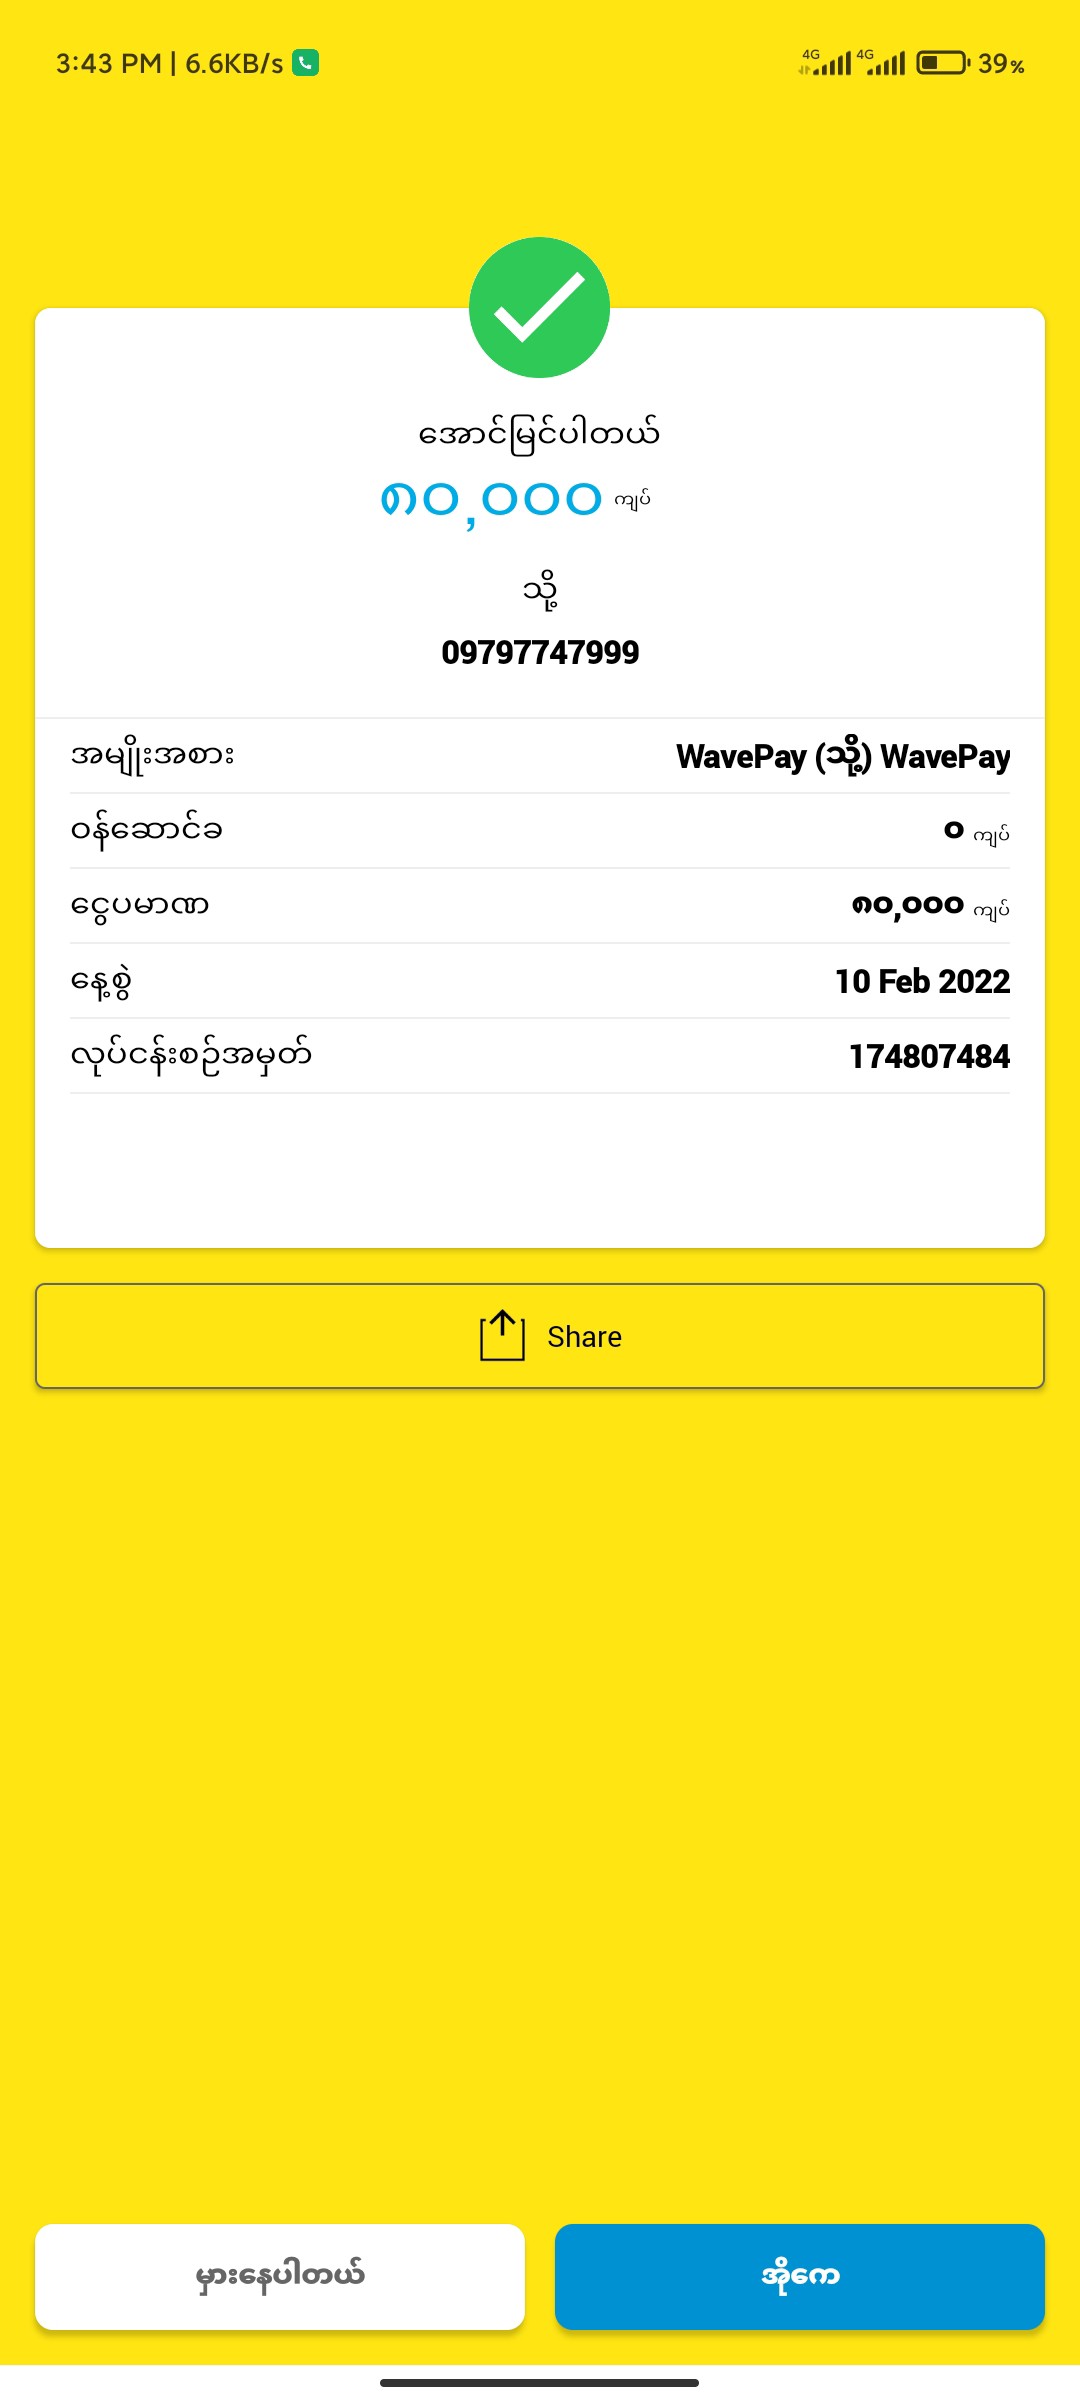 3:43 PM | 6.6KB/s
4G 4G 39%
အောင်မြင်ပါတယ်
၈၀,၀၀၀ ကျပ်
သို့
09797747999
အမျိုးအစား WavePay (သို့) WavePay
ဝန်ဆောင်ခ ၀ ကျပ်
ငွေပမာဏ ၈၀,၀၀၀ ကျပ်
နေ့စွဲ 10 Feb 2022
လုပ်ငန်းစဉ်အမှတ် 174807484
Share
မှားနေပါတယ် အိုကေ